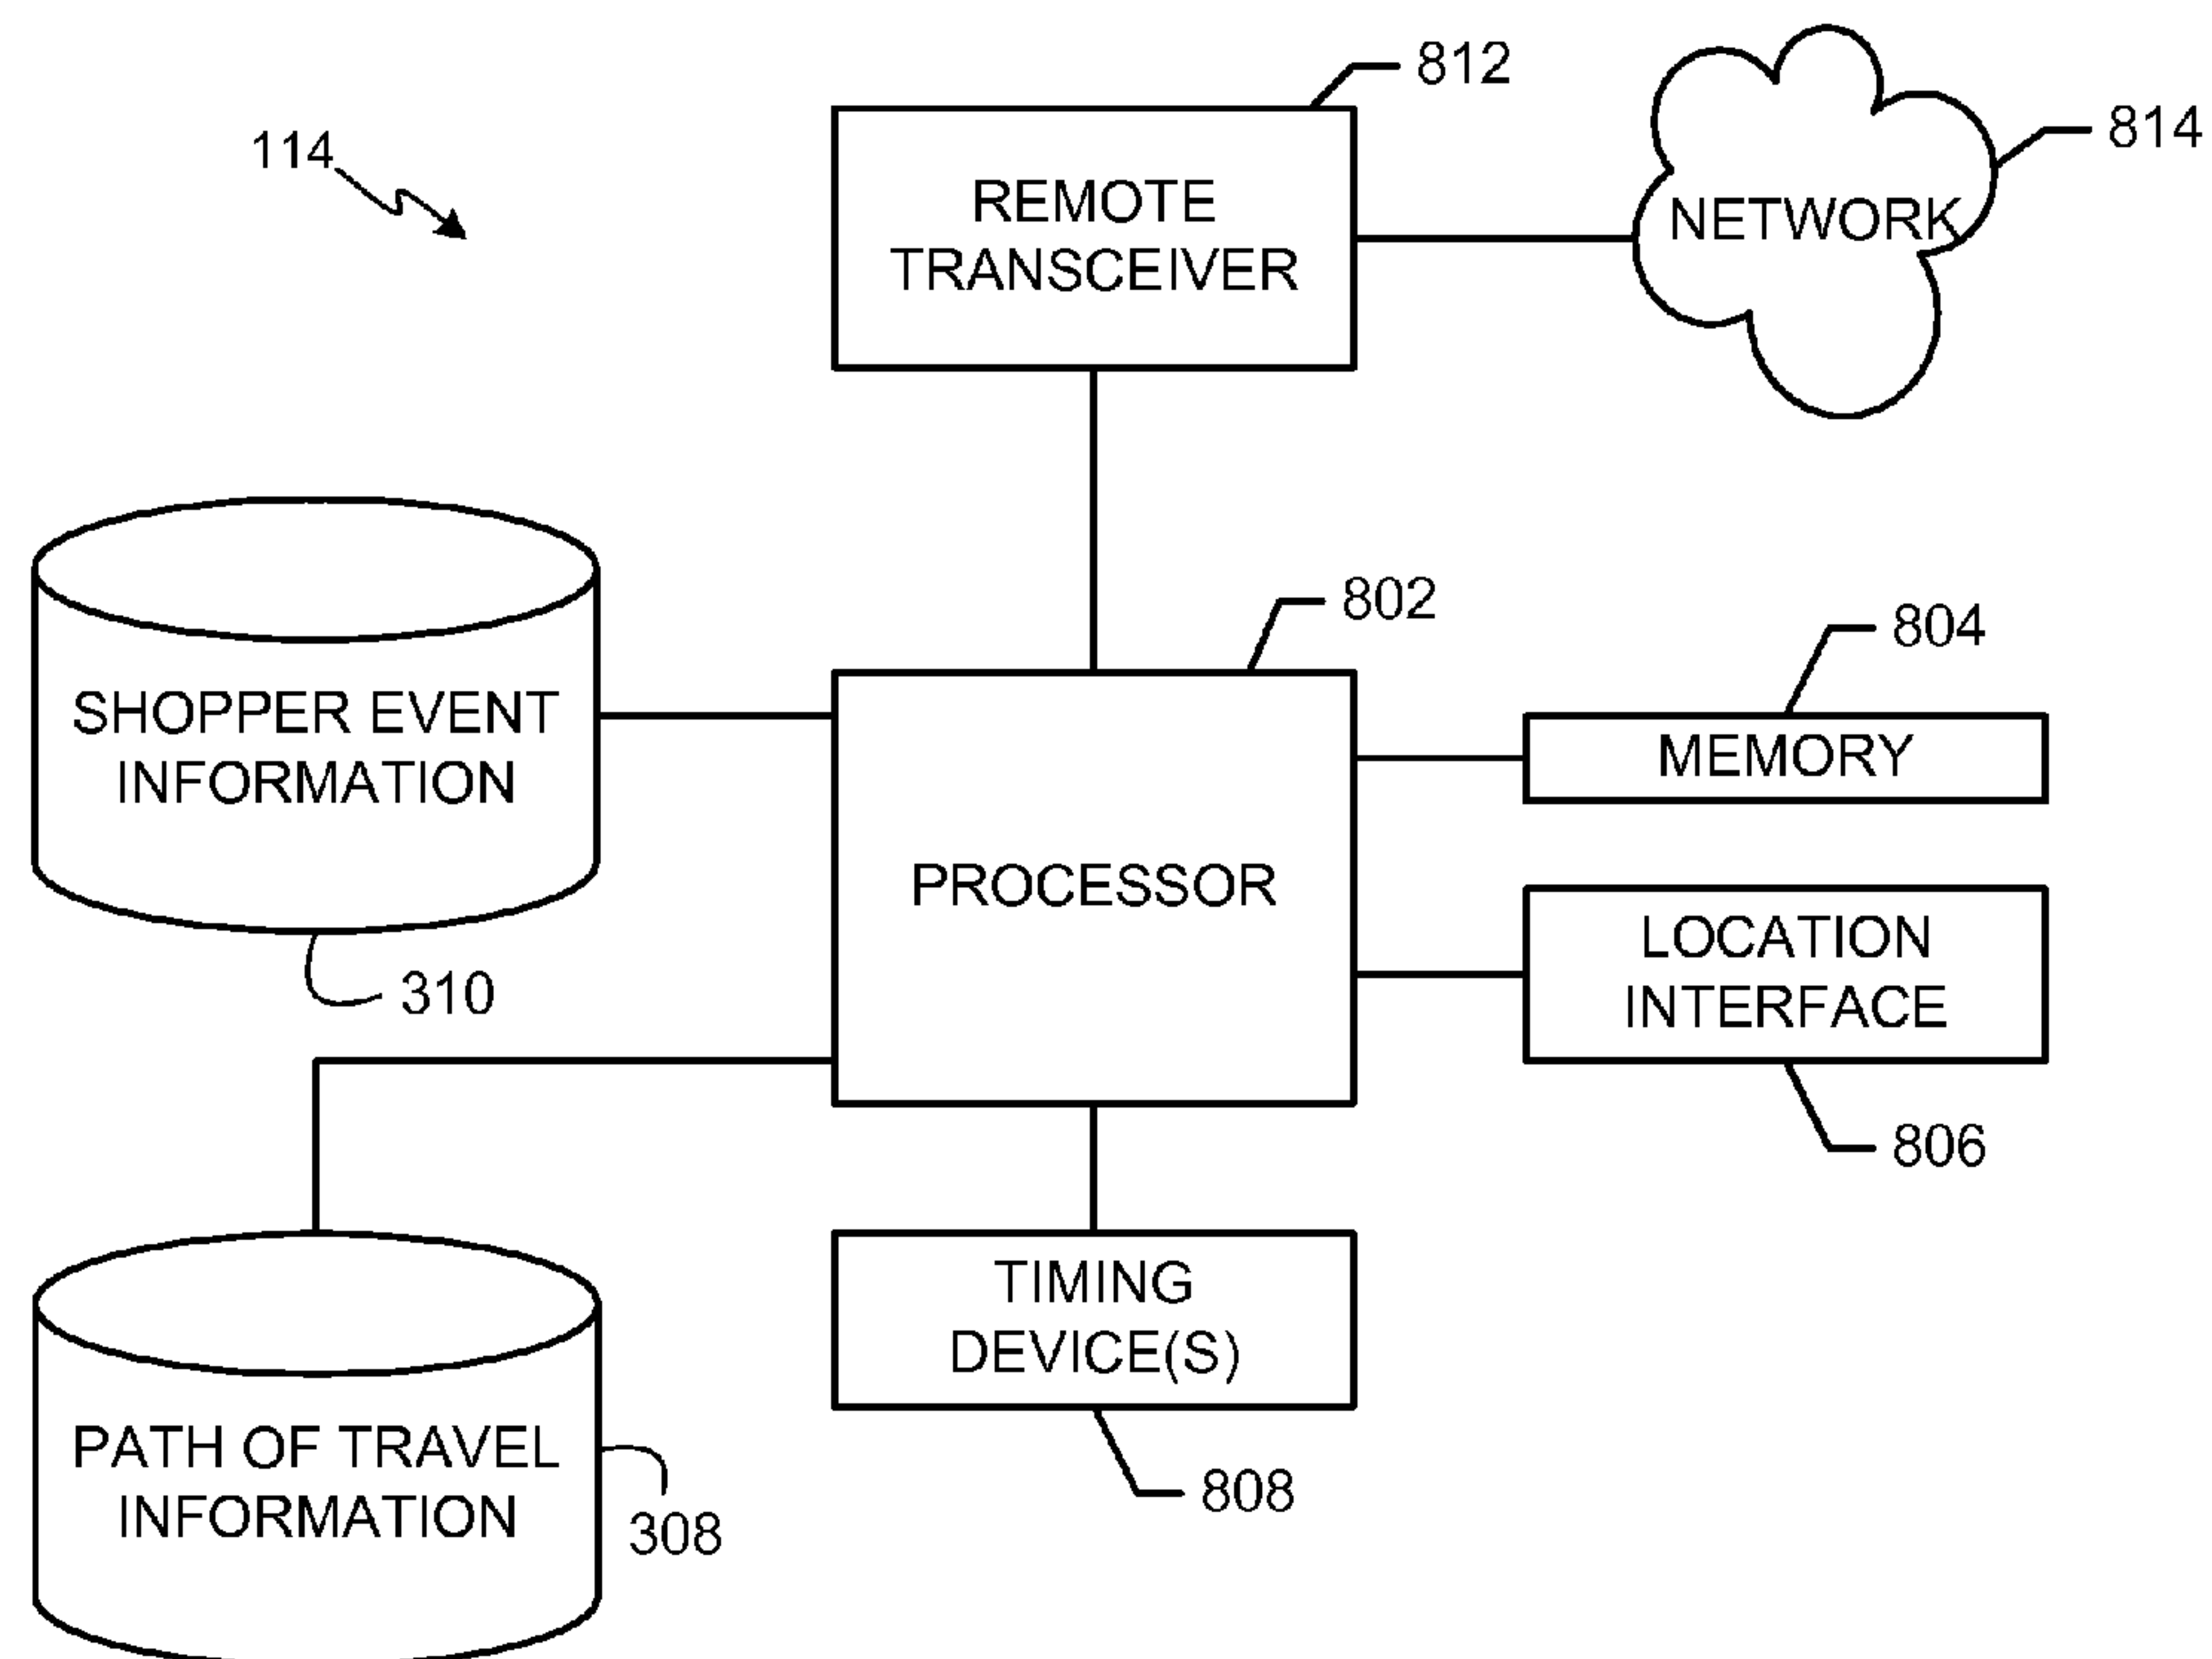 812
114
814
REMOTE
TRANSCEIVER
NETWORK
802
804
SHOPPER EVENT
INFORMATION
MEMORY
PROCESSOR
LOCATION
INTERFACE
310
806
TIMING
DEVICE(S)
PATH OF TRAVEL
INFORMATION
808
308